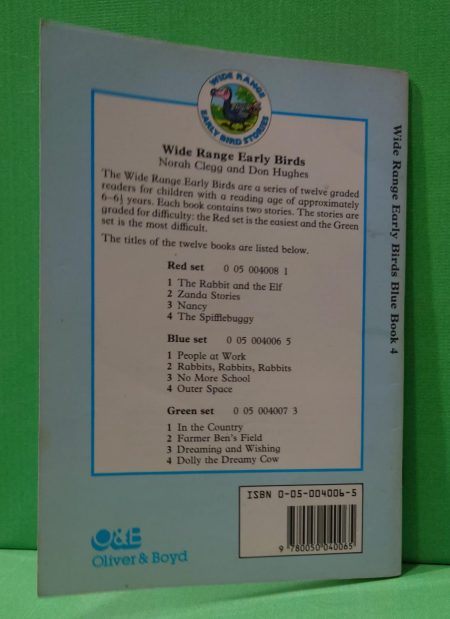 WIDE RANGE
EARLY BIRD STORIES
Wide Range Early Birds
Norah Clegg and Don Hughes
The Wide Range Early Birds are a series of twelve graded
readers for children with a reading age of approximately
6–6½ years. Each book contains two stories. The stories are
graded for difficulty: the Red set is the easiest and the Green
set is the most difficult.
The titles of the twelve books are listed below.
Red set 0 05 004008 1
1 The Rabbit and the Elf
2 Zanda Stories
3 Nancy
4 The Spifflebuggy
Blue set 0 05 004006 5
1 People at Work
2 Rabbits, Rabbits, Rabbits
3 No More School
4 Outer Space
Green set 0 05 004007 3
1 In the Country
2 Farmer Ben's Field
3 Dreaming and Wishing
4 Dolly the Dreamy Cow
ISBN 0-05-004006-5
9 780050 040065
O&B
Oliver & Boyd
Wide Range Early Birds Blue Book 4